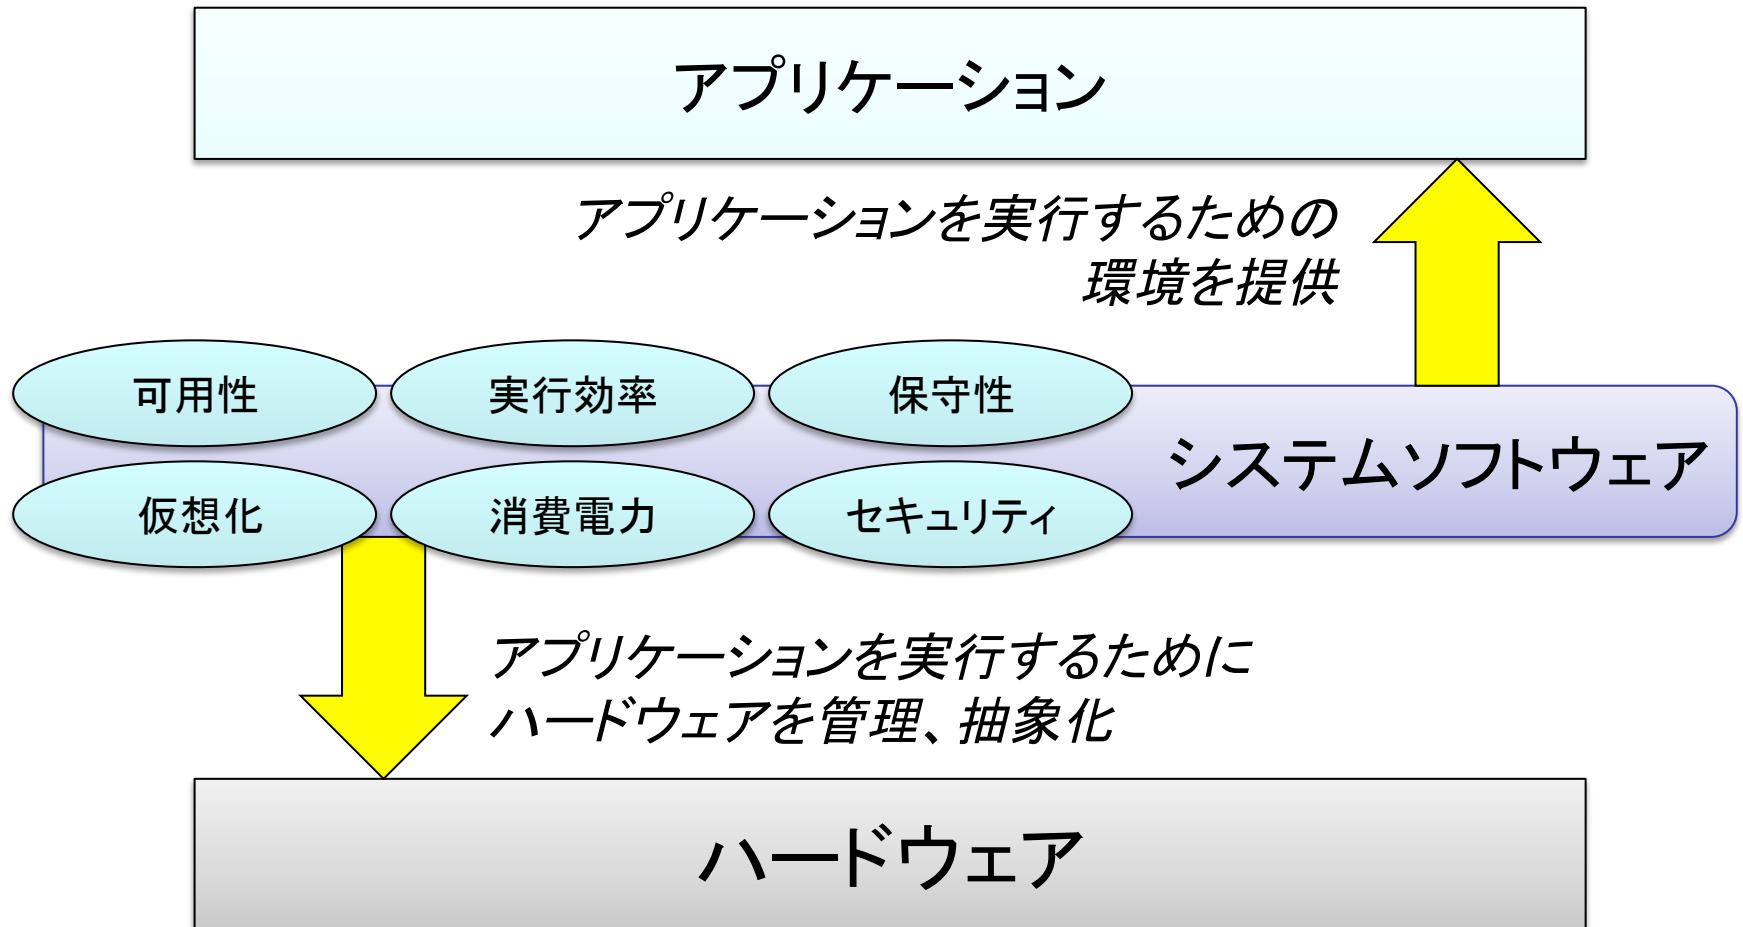 アプリケーション
アプリケーションを実行するための
環境を提供
可用性
実行効率
保守性
システムソフトウェア
仮想化
消費電力
セキュリティ
アプリケーションを実行するために
ハードウェアを管理、抽象化
ハードウェア